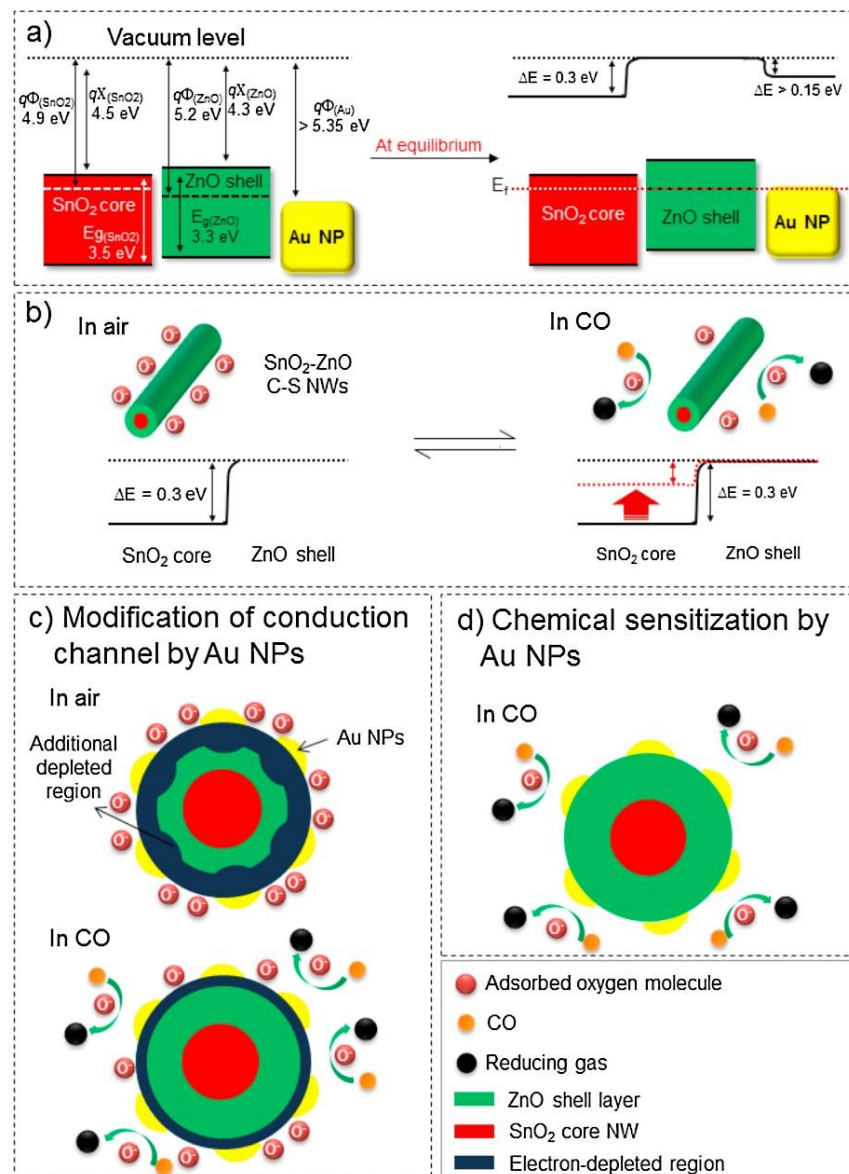 a)
Vacuum level
qΦ(SnO2)
4.9 eV
qX(SnO2)
4.5 eV
qΦ(ZnO)
5.2 eV
qX(ZnO)
4.3 eV
qΦ(Au)
> 5.35 eV
ZnO shell
SnO2 core
Eg(SnO2)
3.5 eV
Eg(ZnO)
3.3 eV
Au NP
At equilibrium
ΔE = 0.3 eV
ΔE > 0.15 eV
Ef
SnO2 core
ZnO shell
Au NP
b)
In air
O- O- O- O- O- O-
SnO2-ZnO
C-S NWs
ΔE = 0.3 eV
SnO2 core
ZnO shell
In CO
O- O- O- O-
ΔE = 0.3 eV
SnO2 core
ZnO shell
c) Modification of conduction
channel by Au NPs
In air
Au NPs
Additional
depleted
region
O- O- O- O- O- O- O- O- O- O- O- O- O- O-
In CO
O- O- O- O- O- O- O- O- O-
d) Chemical sensitization by
Au NPs
In CO
O- O- O- O-
Adsorbed oxygen molecule
CO
Reducing gas
ZnO shell layer
SnO2 core NW
Electron-depleted region